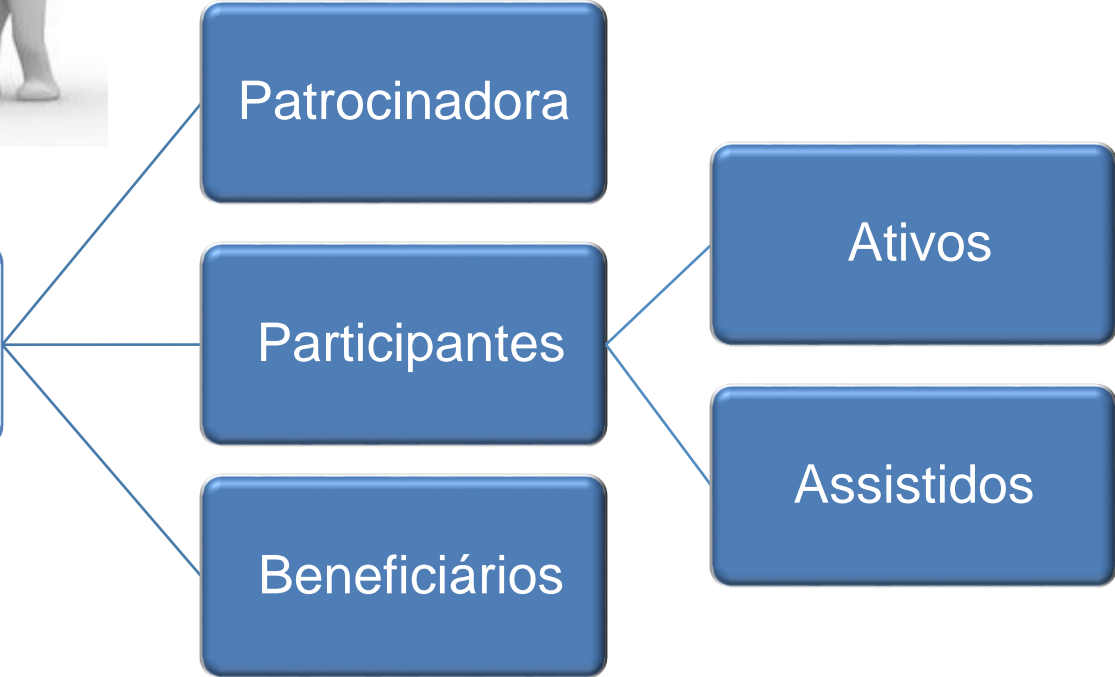 Patrocinadora
Participantes
Beneficiários
Ativos
Assistidos